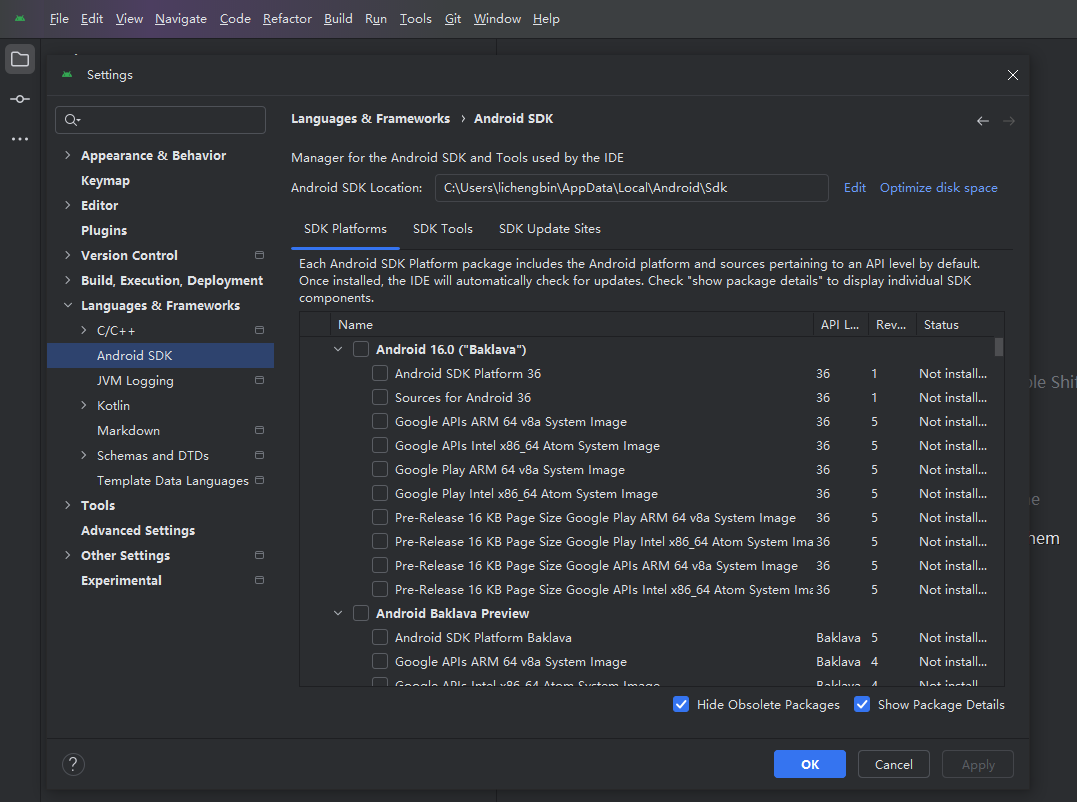 File Edit View Navigate Code Refactor Build Run Tools Git Window Help
Settings
Languages & Frameworks › Android SDK
Manager for the Android SDK and Tools used by the IDE
Android SDK Location: C:\Users\lichengbin\AppData\Local\Android\Sdk Edit Optimize disk space
Appearance & Behavior
Keymap
Editor
Plugins
Version Control
Build, Execution, Deployment
Languages & Frameworks
C/C++
Android SDK
JVM Logging
Kotlin
Markdown
Schemas and DTDs
Template Data Languages
Tools
Advanced Settings
Other Settings
Experimental
SDK Platforms SDK Tools SDK Update Sites
Each Android SDK Platform package includes the Android platform and sources pertaining to an API level by default.
Once installed, the IDE will automatically check for updates. Check "show package details" to display individual SDK
components.
Name API L... Rev... Status
Android 16.0 ("Baklava")
Android SDK Platform 36 36 1 Not install...
Sources for Android 36 36 1 Not install...
Google APIs ARM 64 v8a System Image 36 5 Not install...
Google APIs Intel x86_64 Atom System Image 36 5 Not install...
Google Play ARM 64 v8a System Image 36 5 Not install...
Google Play Intel x86_64 Atom System Image 36 5 Not install...
Pre-Release 16 KB Page Size Google Play ARM 64 v8a System Image 36 5 Not install...
Pre-Release 16 KB Page Size Google Play Intel x86_64 Atom System Ima 36 5 Not install...
Pre-Release 16 KB Page Size Google APIs ARM 64 v8a System Image 36 5 Not install...
Pre-Release 16 KB Page Size Google APIs Intel x86_64 Atom System Im 36 5 Not install...
Android Baklava Preview
Android SDK Platform Baklava Baklava 5 Not install...
Google APIs ARM 64 v8a System Image Baklava 4 Not install...
Google APIs Intel x86_64 Atom System Image Baklava 4 Not install...
Hide Obsolete Packages Show Package Details
? OK Cancel Apply